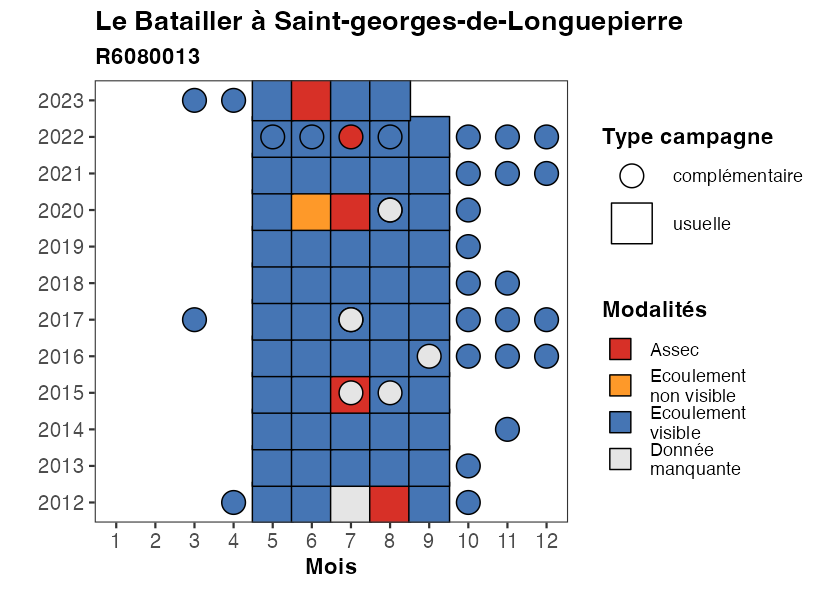 Le Batailler à Saint-georges-de-Longuepierre
R6080013
2023
2022
2021
2020
2019
2018
2017
2016
2015
2014
2013
2012
1 2 3 4 5 6 7 8 9 10 11 12
Mois
Type campagne
complémentaire
usuelle
Modalités
Assec
Ecoulement
non visible
Ecoulement
visible
Donnée
manquante